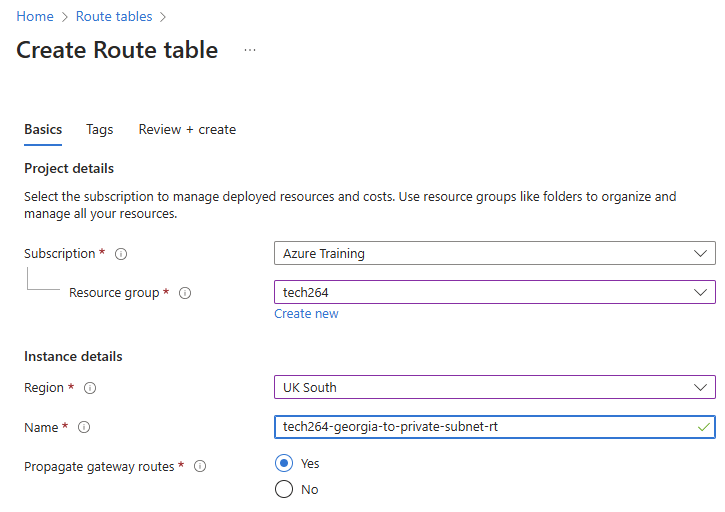 Home > Route tables >
Create Route table ...
Basics Tags Review + create
Project details
Select the subscription to manage deployed resources and costs. Use resource groups like folders to organize and
manage all your resources.
Subscription * Azure Training
Resource group * tech264
Create new
Instance details
Region * UK South
Name * tech264-georgia-to-private-subnet-rt
Propagate gateway routes * Yes
No